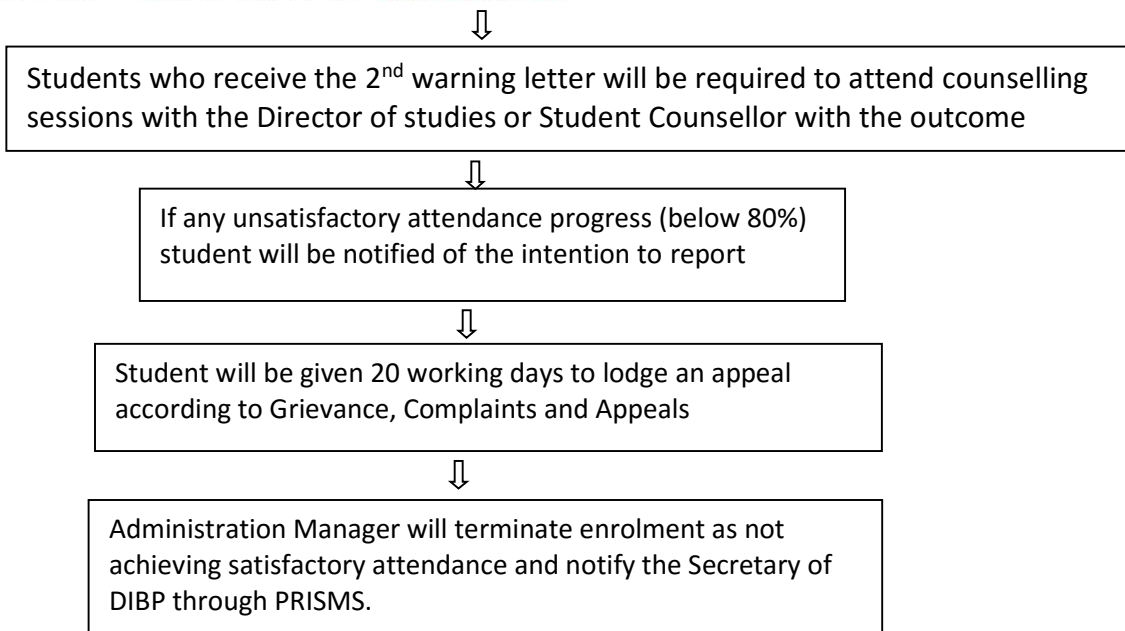 ⇩
Students who receive the 2nd warning letter will be required to attend counselling
sessions with the Director of studies or Student Counsellor with the outcome
⇩
If any unsatisfactory attendance progress (below 80%)
student will be notified of the intention to report
⇩
Student will be given 20 working days to lodge an appeal
according to Grievance, Complaints and Appeals
⇩
Administration Manager will terminate enrolment as not
achieving satisfactory attendance and notify the Secretary of
DIBP through PRISMS.